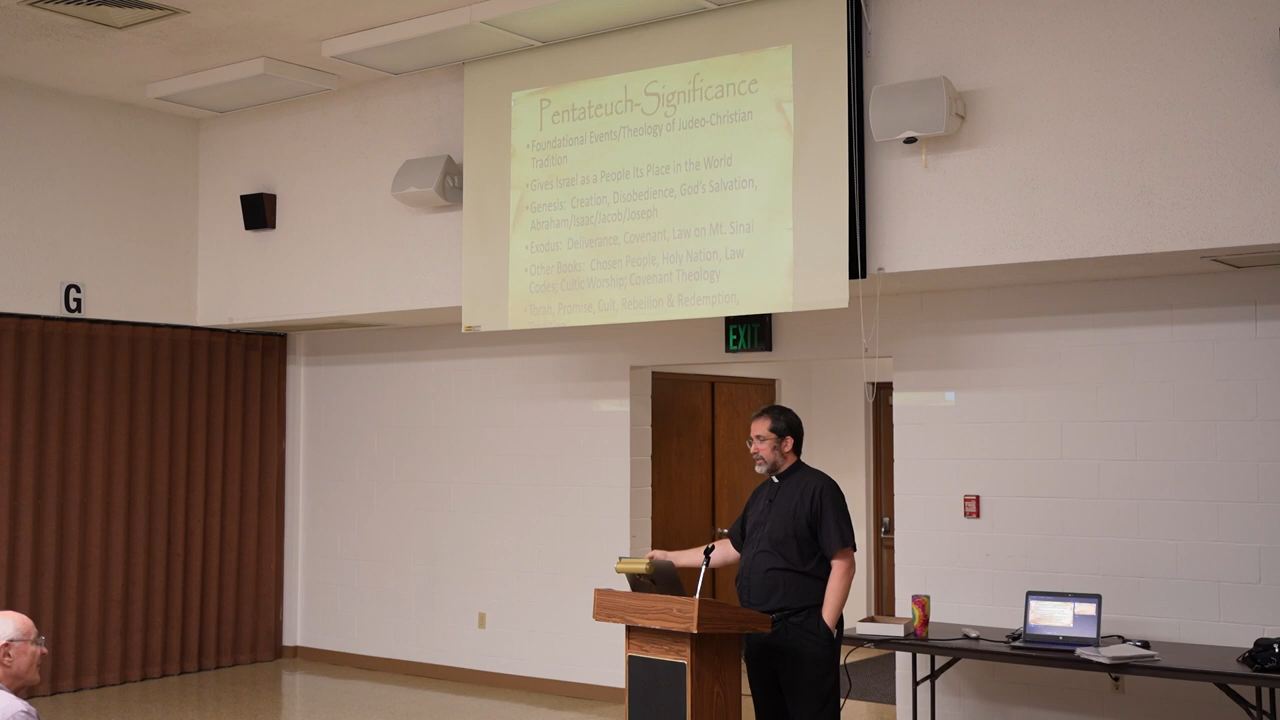 Pentateuch-Significance
• Foundational Events/Theology of Judeo-Christian
Tradition
• Gives Israel as a People Its Place in the World
• Genesis: Creation, Disobedience, God's Salvation,
Abraham/Isaac/Jacob/Joseph
• Exodus: Deliverance, Covenant, Law on Mt. Sinai
• Other Books: Chosen People, Holy Nation, Law
Codes; Cultic Worship; Covenant Theology
• Torah, Promise, Cult, Rebellion & Redemption,
G
EXIT